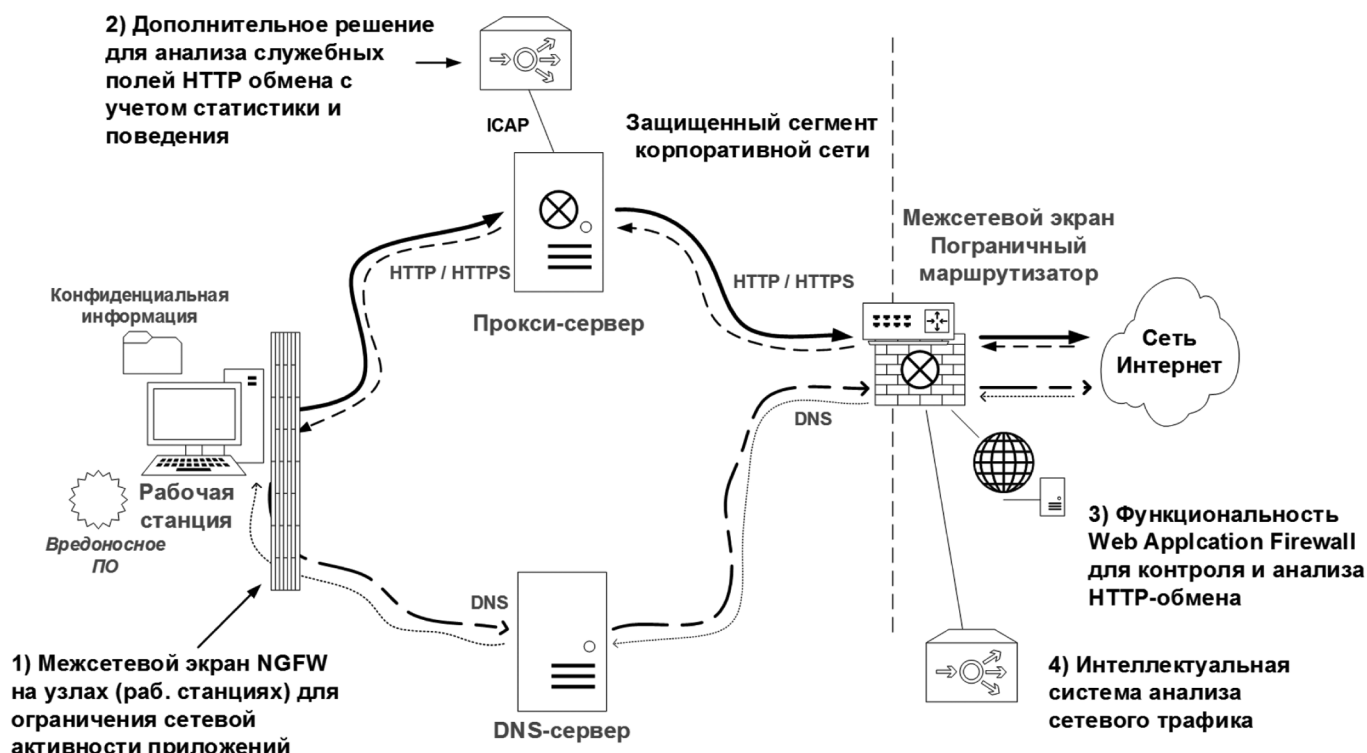 2) Дополнительное решение
для анализа служебных
полей HTTP обмена с
учетом статистики и
поведения
ICAP
Защищенный сегмент
корпоративной сети
Межсетевой экран
Пограничный
маршрутизатор
HTTP / HTTPS
HTTP / HTTPS
Конфиденциальная
информация
Прокси-сервер
Сеть
Интернет
DNS
Рабочая
станция
Вредоносное
ПО
3) Функциональность
Web Applcation Firewall
для контроля и анализа
HTTP-обмена
DNS
1) Межсетевой экран NGFW
на узлах (раб. станциях) для
ограничения сетевой
активности приложений
DNS-сервер
4) Интеллектуальная
система анализа
сетевого трафика